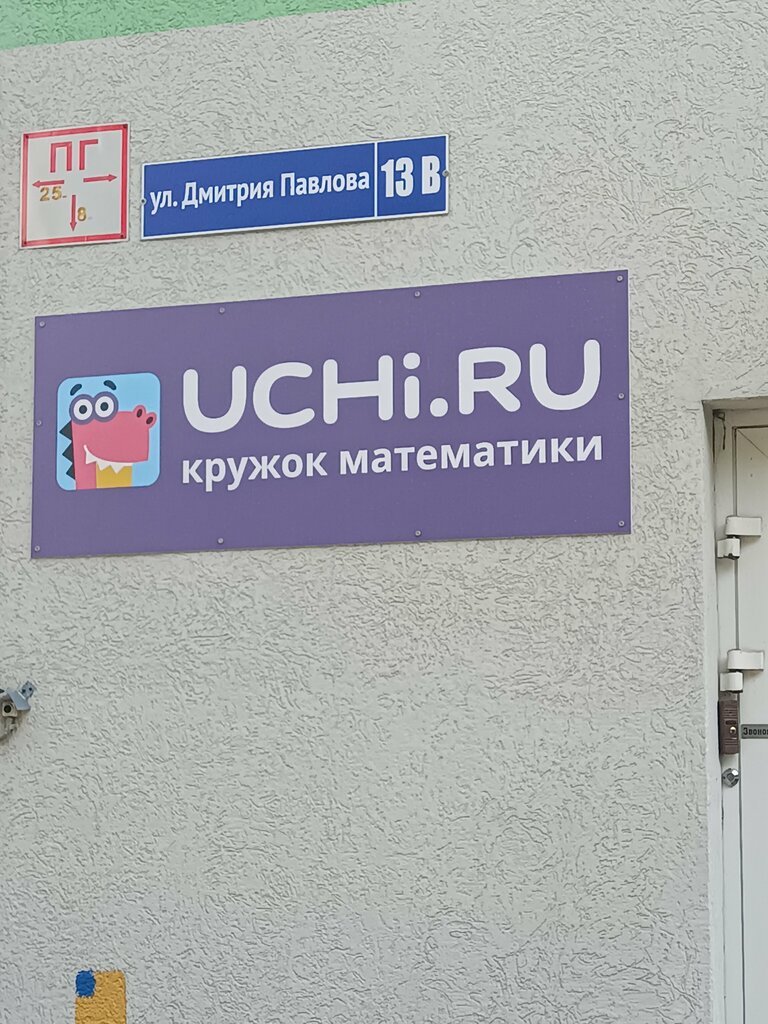 ПГ
25
8
ул. Дмитрия Павлова 13 В
UCHi.RU
кружок математики